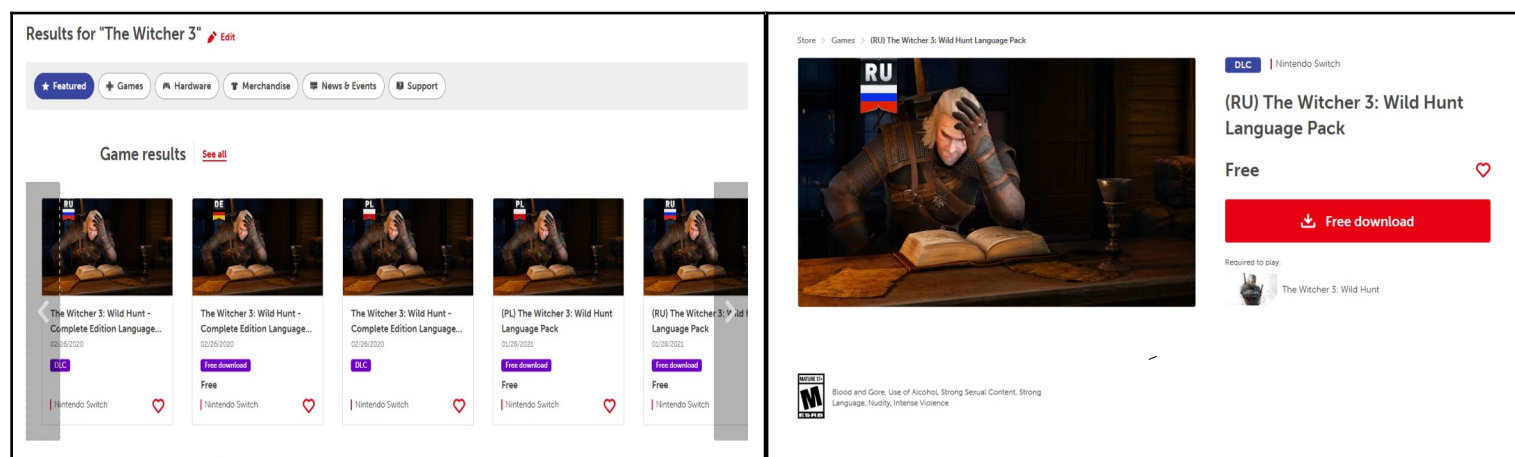 Results for "The Witcher 3" Edit
Featured
Games
Hardware
Merchandise
News & Events
Support
Game results See all
RU
The Witcher 3: Wild Hunt -
Complete Edition Language...
02/26/2020
DLC
Nintendo Switch
DE
The Witcher 3: Wild Hunt -
Complete Edition Language...
02/26/2020
Free download
Free
Nintendo Switch
PL
The Witcher 3: Wild Hunt -
Complete Edition Language...
02/26/2020
DLC
Nintendo Switch
PL
(PL) The Witcher 3: Wild Hunt
Language Pack
01/28/2021
Free download
Free
Nintendo Switch
RU
(RU) The Witcher 3: Wild H
Language Pack
01/28/2021
Free download
Free
Nintendo Switch
Store > Games > (RU) The Witcher 3: Wild Hunt Language Pack
RU
DLC Nintendo Switch
(RU) The Witcher 3: Wild Hunt
Language Pack
Free
Free download
Required to play:
The Witcher 3: Wild Hunt
MATURE 17+
M
ESRB
Blood and Gore, Use of Alcohol, Strong Sexual Content, Strong
Language, Nudity, Intense Violence